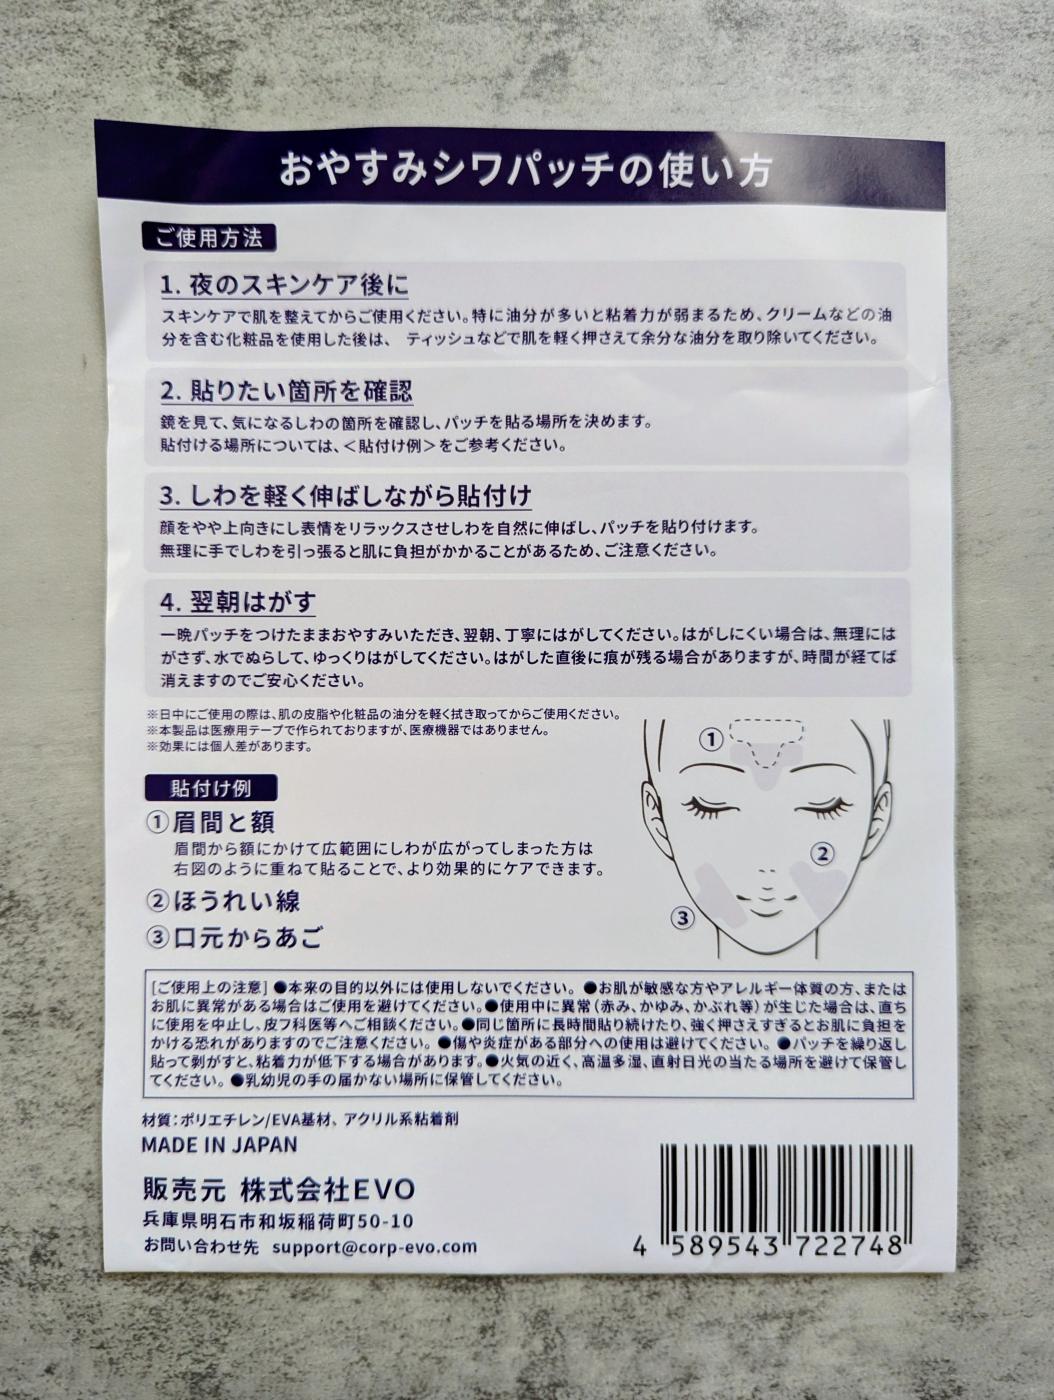 おやすみシワパッチの使い方
ご使用方法
1. 夜のスキンケア後に
スキンケアで肌を整えてからご使用ください。特に油分が多いと粘着力が弱まるため、クリームなどの油
分を含む化粧品を使用した後は、 ティッシュなどで肌を軽く押さえて余分な油分を取り除いてください。
2. 貼りたい箇所を確認
鏡を見て、気になるしわの箇所を確認し、パッチを貼る場所を決めます。
貼付ける場所については、＜貼付け例＞をご参考ください。
3. しわを軽く伸ばしながら貼付け
顔をやや上向きにし表情をリラックスさせしわを自然に伸ばし、パッチを貼り付けます。
無理に手でしわを引っ張ると肌に負担がかかることがあるため、ご注意ください。
4. 翌朝はがす
一晩パッチをつけたままおやすみいただき、翌朝、丁寧にはがしてください。はがしにくい場合は、無理には
がさず、水でぬらして、ゆっくりはがしてください。はがした直後に痕が残る場合がありますが、時間が経てば
消えますのでご安心ください。
※日中にご使用の際は、肌の皮脂や化粧品の油分を軽く拭き取ってからご使用ください。
※本製品は医療用テープで作られておりますが、医療機器ではありません。
※効果には個人差があります。
貼付け例
①眉間と額
眉間から額にかけて広範囲にしわが広がってしまった方は
右図のように重ねて貼ることで、より効果的にケアできます。
②ほうれい線
③口元からあご
①
②
③
[ご使用上の注意] ●本来の目的以外には使用しないでください。 ●お肌が敏感な方やアレルギー体質の方、または
お肌に異常がある場合はご使用を避けてください。●使用中に異常（赤み、かゆみ、かぶれ等）が生じた場合は、直ち
に使用を中止し、皮フ科医等へご相談ください。●同じ箇所に長時間貼り続けたり、強く押さえすぎるとお肌に負担を
かける恐れがありますのでご注意ください。 ●傷や炎症がある部分への使用は避けてください。 ●パッチを繰り返し
貼って剥がすと、粘着力が低下する場合があります。●火気の近く、高温多湿、直射日光の当たる場所を避けて保管し
てください。 ●乳幼児の手の届かない場所に保管してください。
材質：ポリエチレン/EVA基材、アクリル系粘着剤
MADE IN JAPAN
販売元 株式会社EVO
兵庫県明石市和坂稲荷町50-10
お問い合わせ先 support@corp-evo.com
4 589543 722748